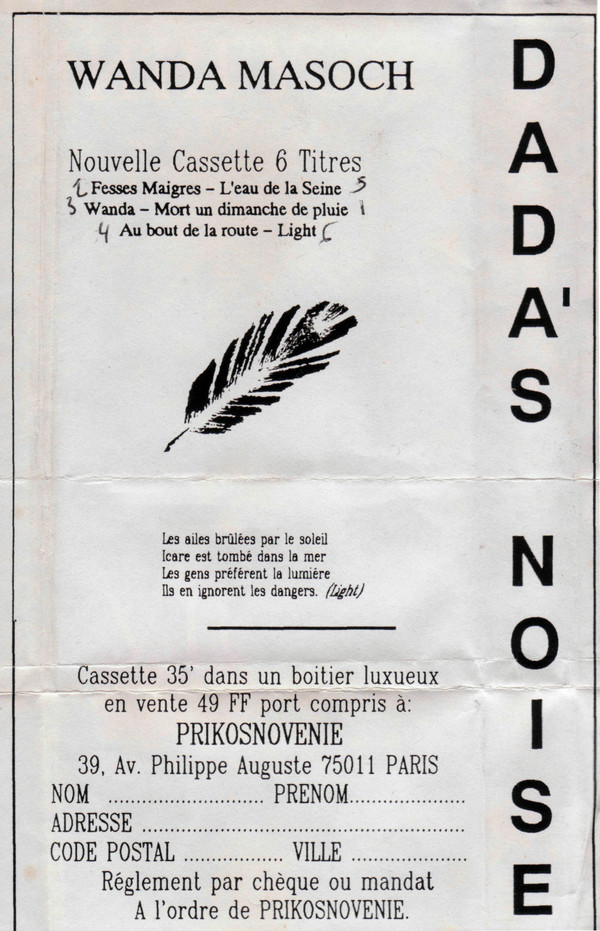 WANDA MASOCH
Nouvelle Cassette 6 Titres
2 Fesses Maigres – L'eau de la Seine 5
3 Wanda – Mort un dimanche de pluie 1
4 Au bout de la route – Light 6
Les ailes brûlées par le soleil
Icare est tombé dans la mer
Les gens préférent la lumiére
Ils en ignorent les dangers. (Light)
Cassette 35' dans un boitier luxueux
en vente 49 FF port compris à:
PRIKOSNOVENIE
39, Av. Philippe Auguste 75011 PARIS
NOM .......................... PRENOM...................
ADRESSE ......................................................
CODE POSTAL ................. VILLE ...................
Réglement par chèque ou mandat
A l'ordre de PRIKOSNOVENIE.
DADA'S NOISE